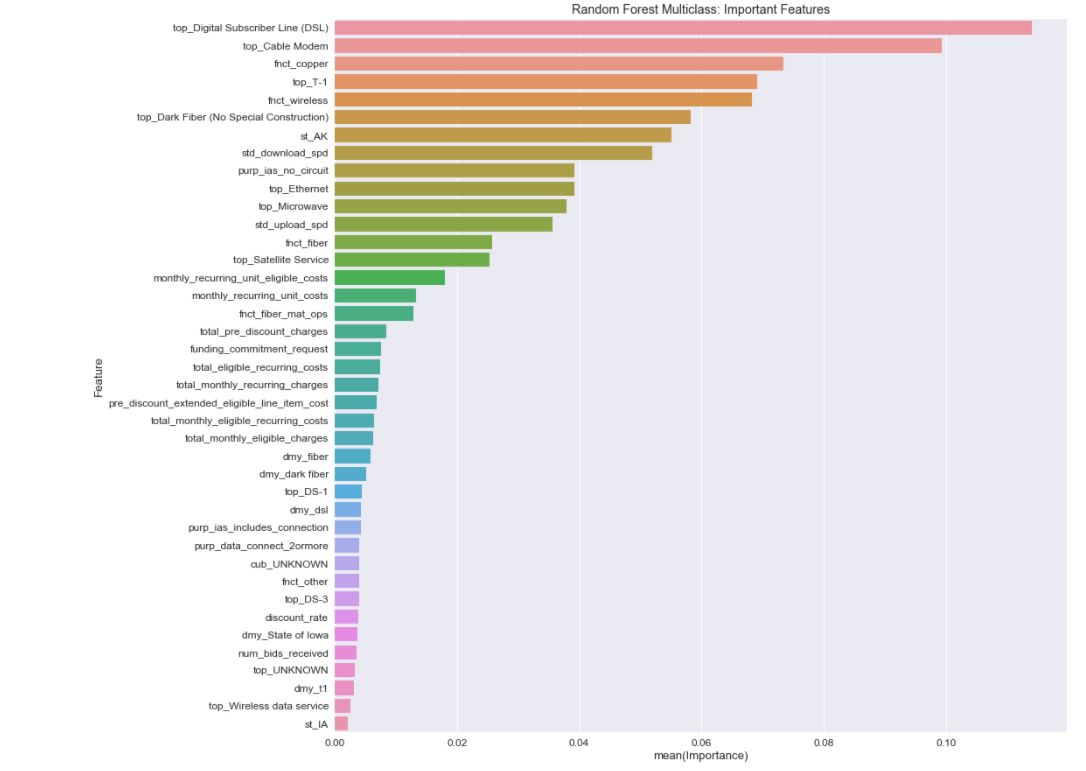 Random Forest Multiclass: Important Features
top_Digital Subscriber Line (DSL)
top_Cable Modem
fnct_copper
top_T-1
fnct_wireless
top_Dark Fiber (No Special Construction)
st_AK
std_download_spd
purp_ias_no_circuit
top_Ethernet
top_Microwave
std_upload_spd
fnct_fiber
top_Satellite Service
monthly_recurring_unit_eligible_costs
monthly_recurring_unit_costs
fnct_fiber_mat_ops
total_pre_discount_charges
funding_commitment_request
total_eligible_recurring_costs
total_monthly_recurring_charges
pre_discount_extended_eligible_line_item_cost
total_monthly_eligible_recurring_costs
total_monthly_eligible_charges
dmy_fiber
dmy_dark fiber
top_DS-1
dmy_dsl
purp_ias_includes_connection
purp_data_connect_2ormore
cub_UNKNOWN
fnct_other
top_DS-3
discount_rate
dmy_State of Iowa
num_bids_received
top_UNKNOWN
dmy_t1
top_Wireless data service
st_IA
Feature
0.00 0.02 0.04 0.06 0.08 0.10
mean(Importance)